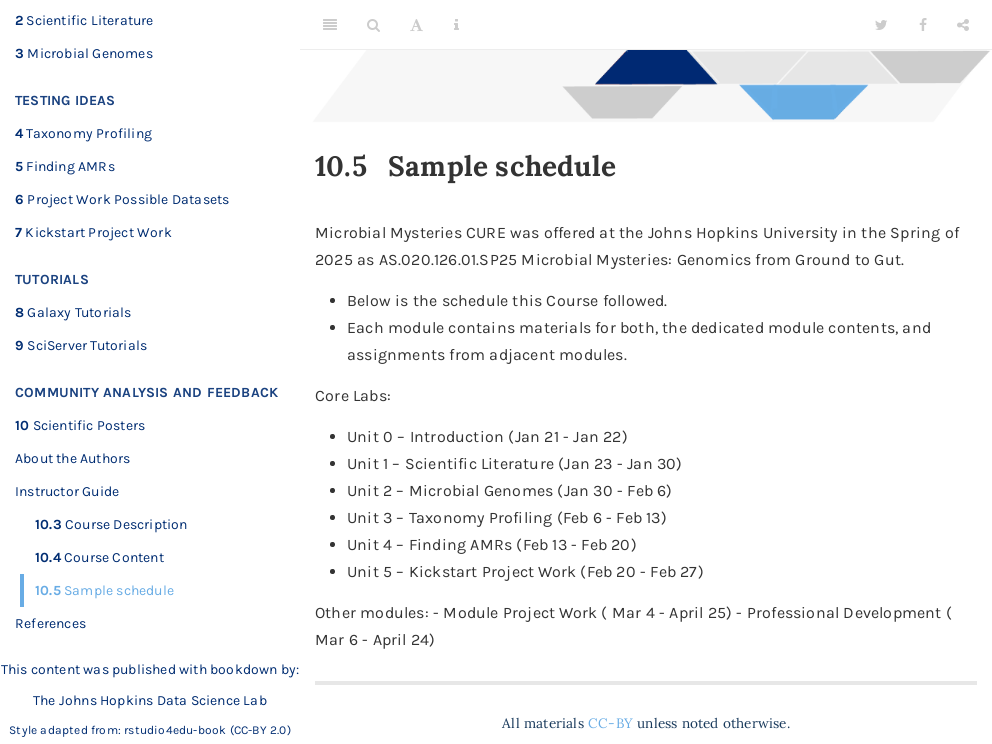 2 Scientific Literature
3 Microbial Genomes
TESTING IDEAS
4 Taxonomy Profiling
5 Finding AMRs
6 Project Work Possible Datasets
7 Kickstart Project Work
TUTORIALS
8 Galaxy Tutorials
9 SciServer Tutorials
COMMUNITY ANALYSIS AND FEEDBACK
10 Scientific Posters
About the Authors
Instructor Guide
10.3 Course Description
10.4 Course Content
10.5 Sample schedule
References
This content was published with bookdown by:
The Johns Hopkins Data Science Lab
Style adapted from: rstudio4edu-book (CC-BY 2.0)
10.5 Sample schedule
Microbial Mysteries CURE was offered at the Johns Hopkins University in the Spring of
2025 as AS.020.126.01.SP25 Microbial Mysteries: Genomics from Ground to Gut.
• Below is the schedule this Course followed.
• Each module contains materials for both, the dedicated module contents, and
assignments from adjacent modules.
Core Labs:
• Unit 0 – Introduction (Jan 21 - Jan 22)
• Unit 1 – Scientific Literature (Jan 23 - Jan 30)
• Unit 2 – Microbial Genomes (Jan 30 - Feb 6)
• Unit 3 – Taxonomy Profiling (Feb 6 - Feb 13)
• Unit 4 – Finding AMRs (Feb 13 - Feb 20)
• Unit 5 – Kickstart Project Work (Feb 20 - Feb 27)
Other modules: - Module Project Work ( Mar 4 - April 25) - Professional Development (
Mar 6 - April 24)
All materials CC-BY unless noted otherwise.